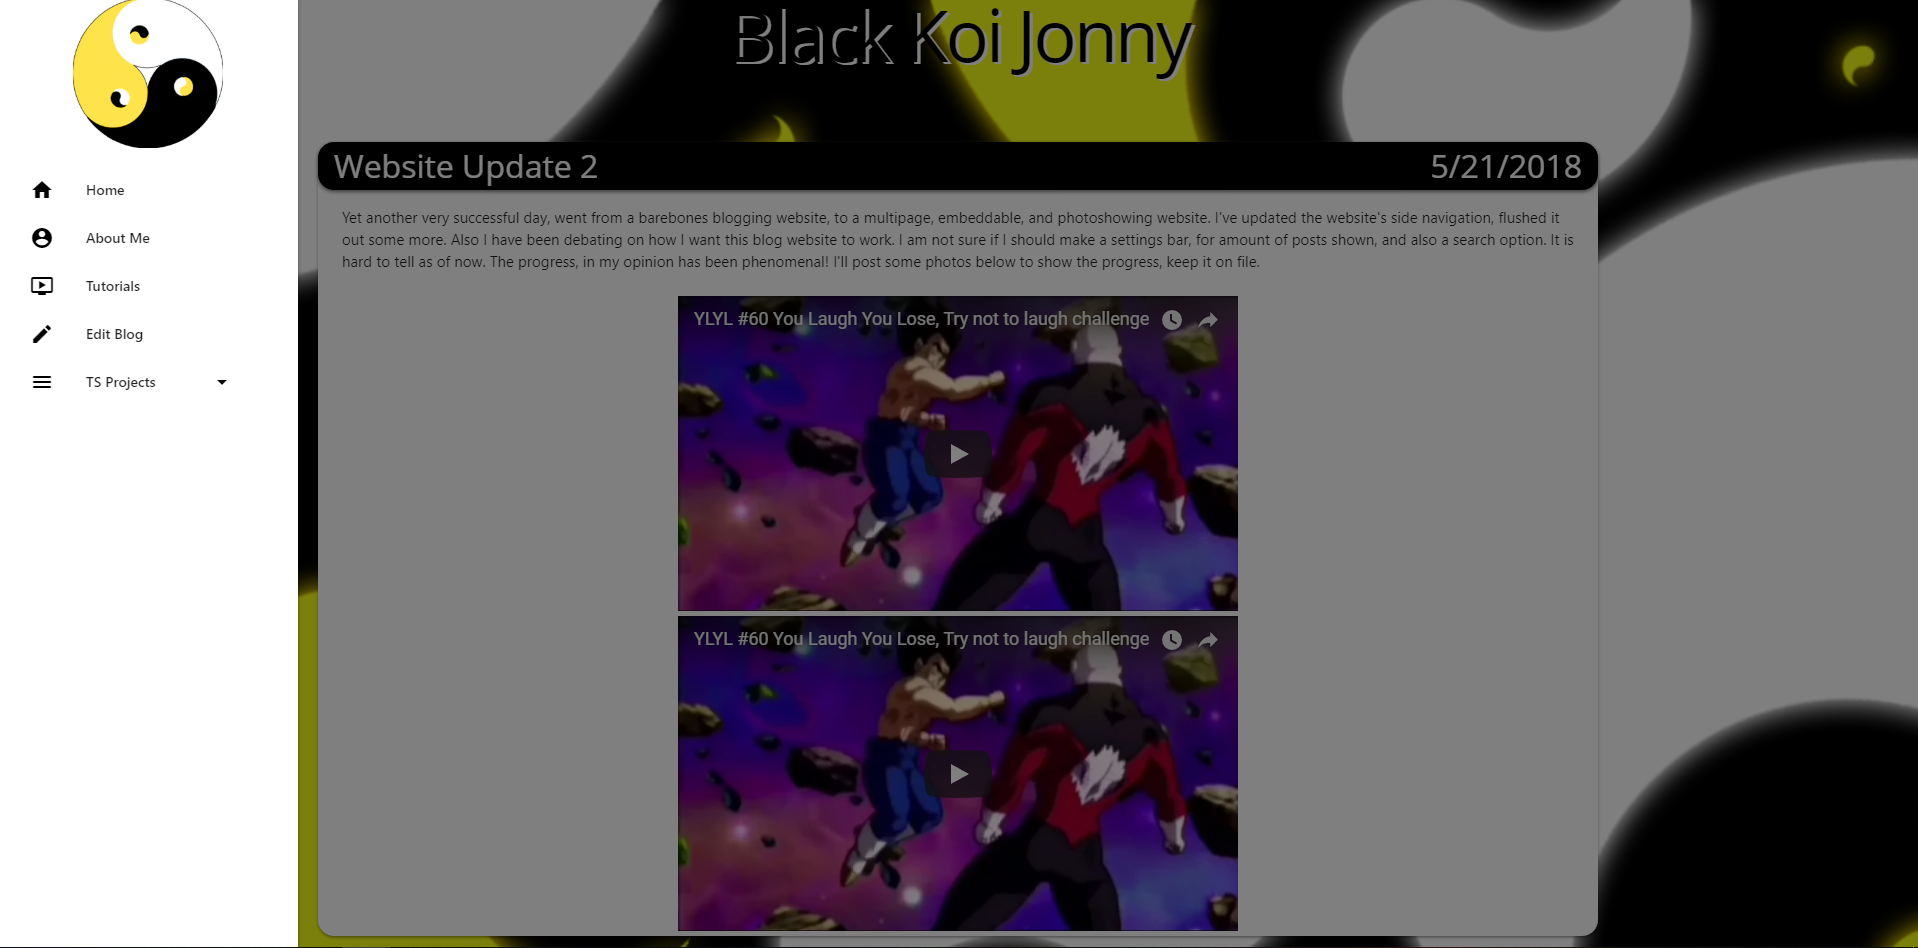 Black Koi Jonny
Home
About Me
Tutorials
Edit Blog
TS Projects
Website Update 2 5/21/2018
Yet another very successful day, went from a barebones blogging website, to a multipage, embeddable, and photoshowing website. I've updated the website's side navigation, flushed it
out some more. Also I have been debating on how I want this blog website to work. I am not sure if I should make a settings bar, for amount of posts shown, and also a search option. It is
hard to tell as of now. The progress, in my opinion has been phenomenal! I'll post some photos below to show the progress, keep it on file.
YLYL #60 You Laugh You Lose, Try not to laugh challenge
YLYL #60 You Laugh You Lose, Try not to laugh challenge